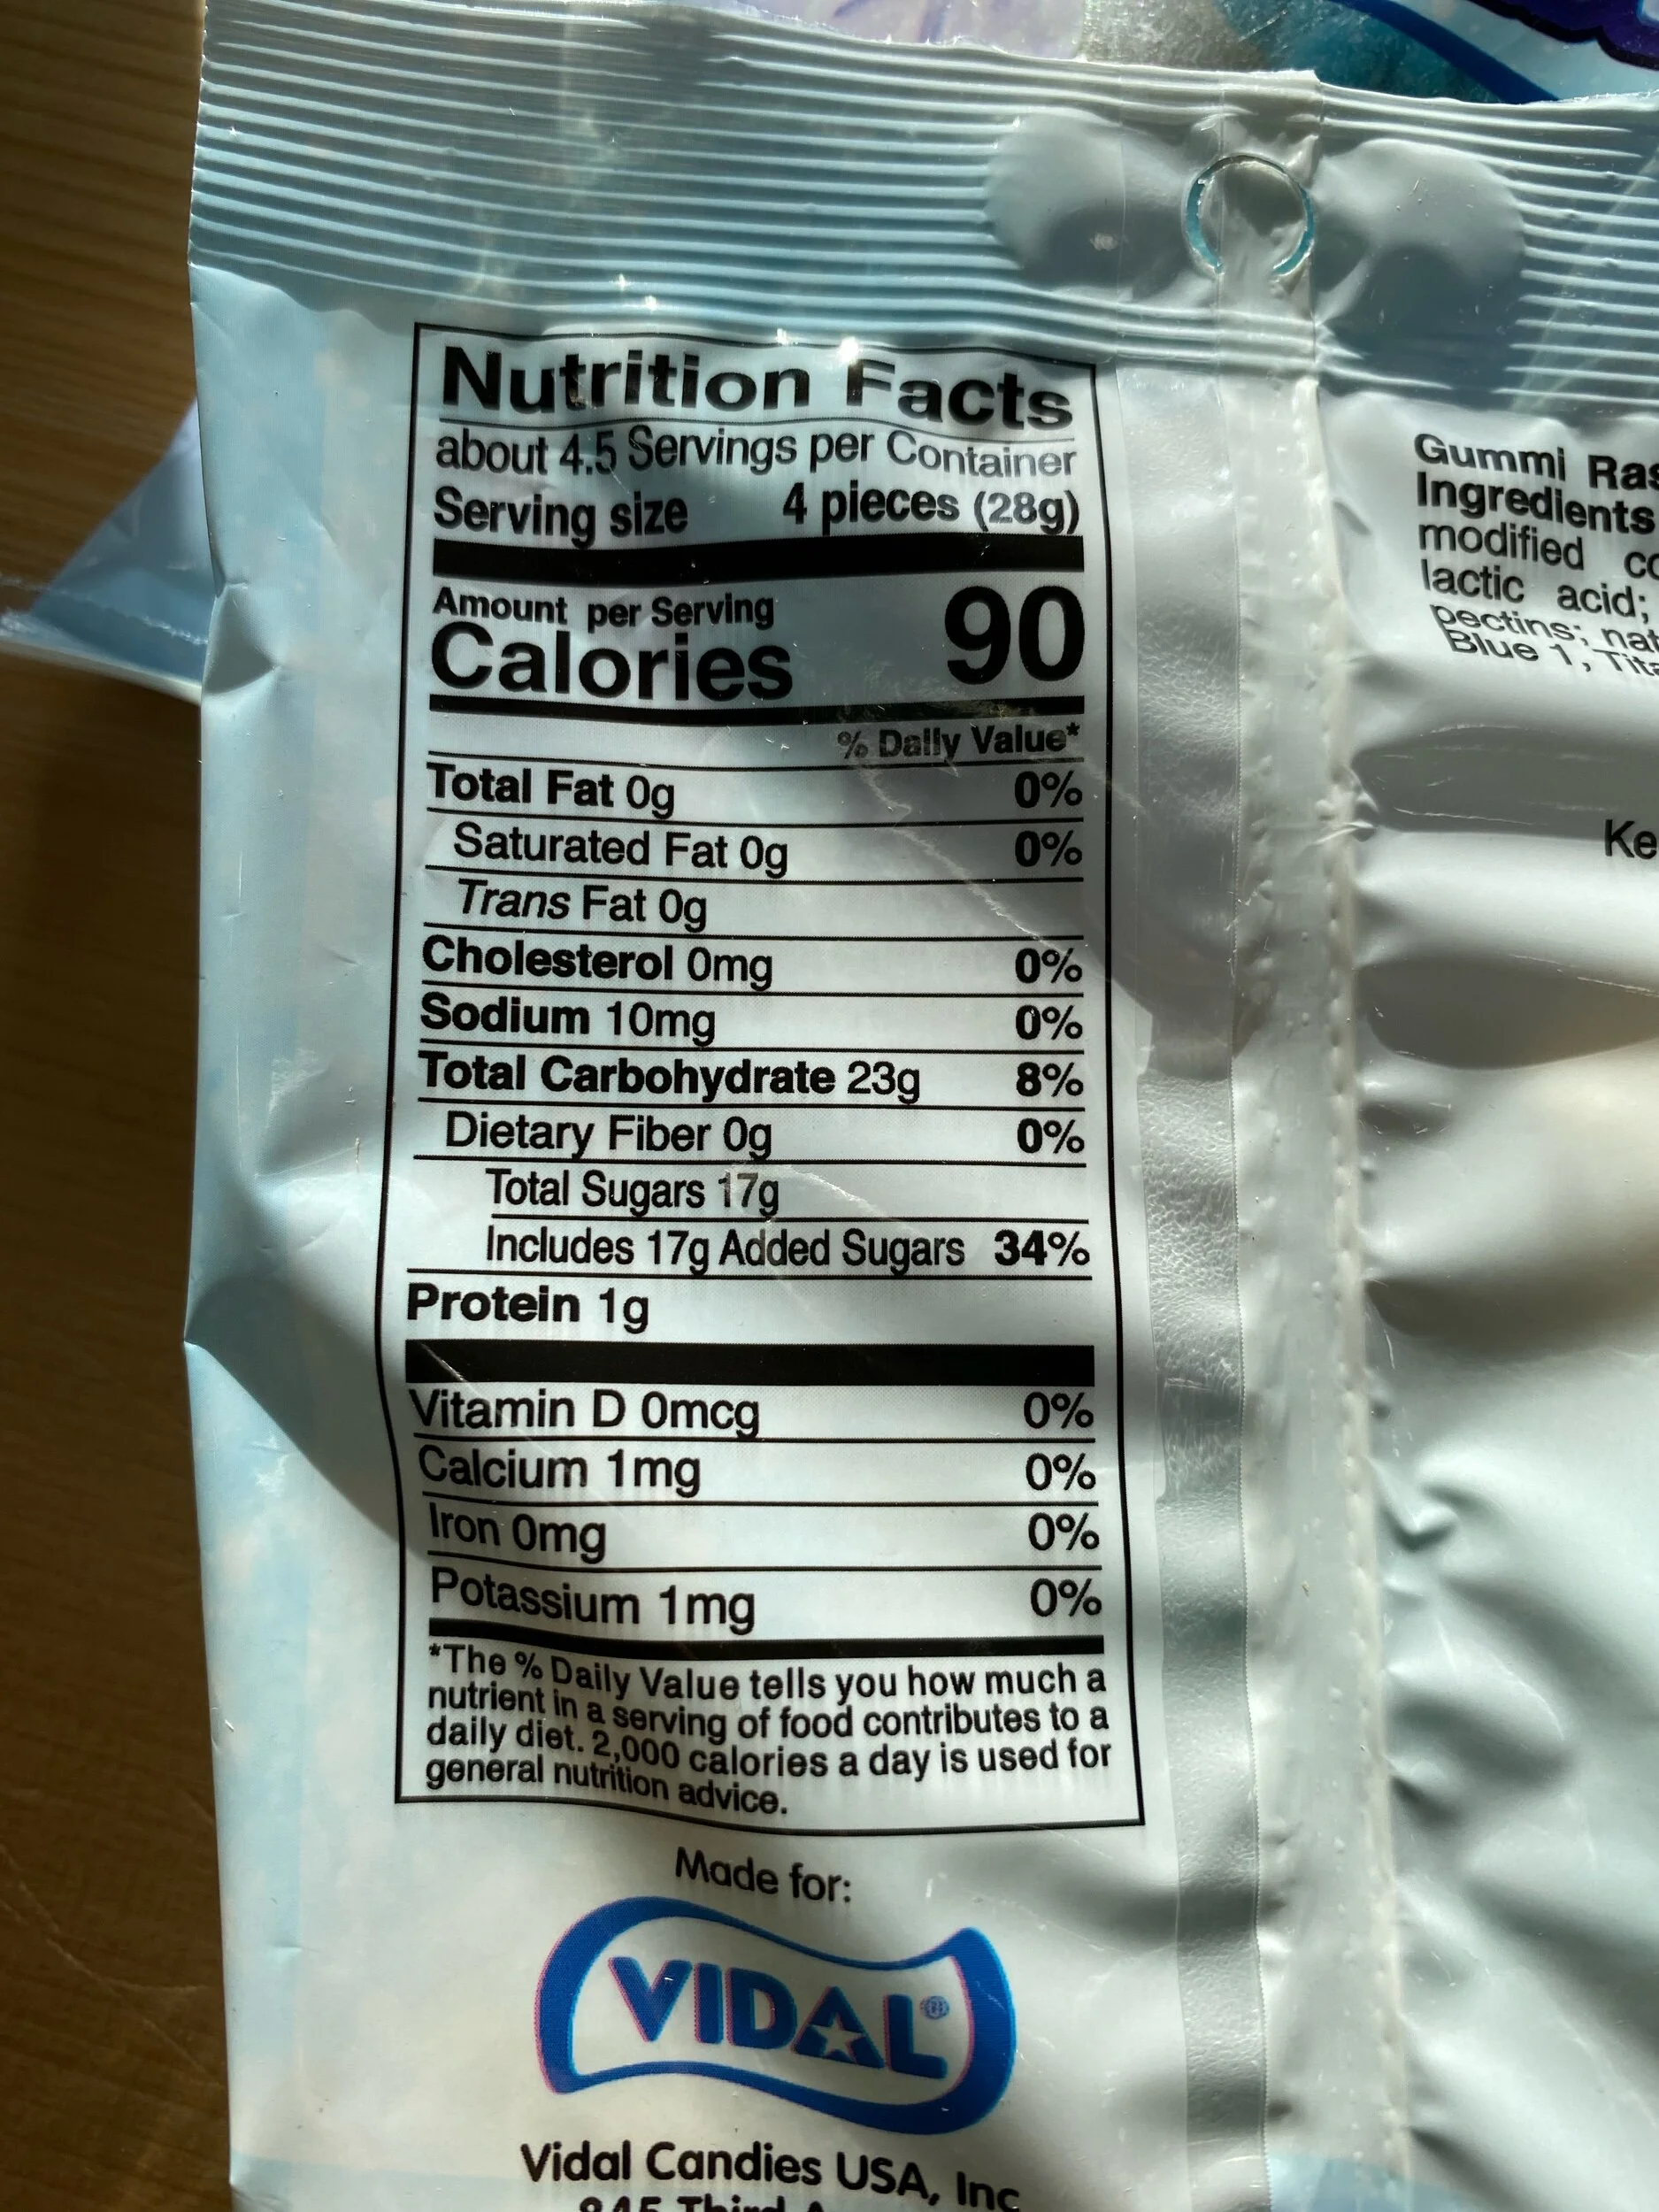 Nutrition Facts
about 4.5 Servings per Container
Serving size 4 pieces (28g)
Amount per Serving
Calories 90
% Daily Value*
Total Fat 0g 0%
Saturated Fat 0g 0%
Trans Fat 0g
Cholesterol 0mg 0%
Sodium 10mg 0%
Total Carbohydrate 23g 8%
Dietary Fiber 0g 0%
Total Sugars 17g
Includes 17g Added Sugars 34%
Protein 1g
Vitamin D 0mcg 0%
Calcium 1mg 0%
Iron 0mg 0%
Potassium 1mg 0%
*The % Daily Value tells you how much a
nutrient in a serving of food contributes to a
daily diet. 2,000 calories a day is used for
general nutrition advice.
Made for:
VIDAL®
Vidal Candies USA, Inc
845 Third
Gummi
Ingredients
modified
lactic acid;
pectins;
Blue 1,